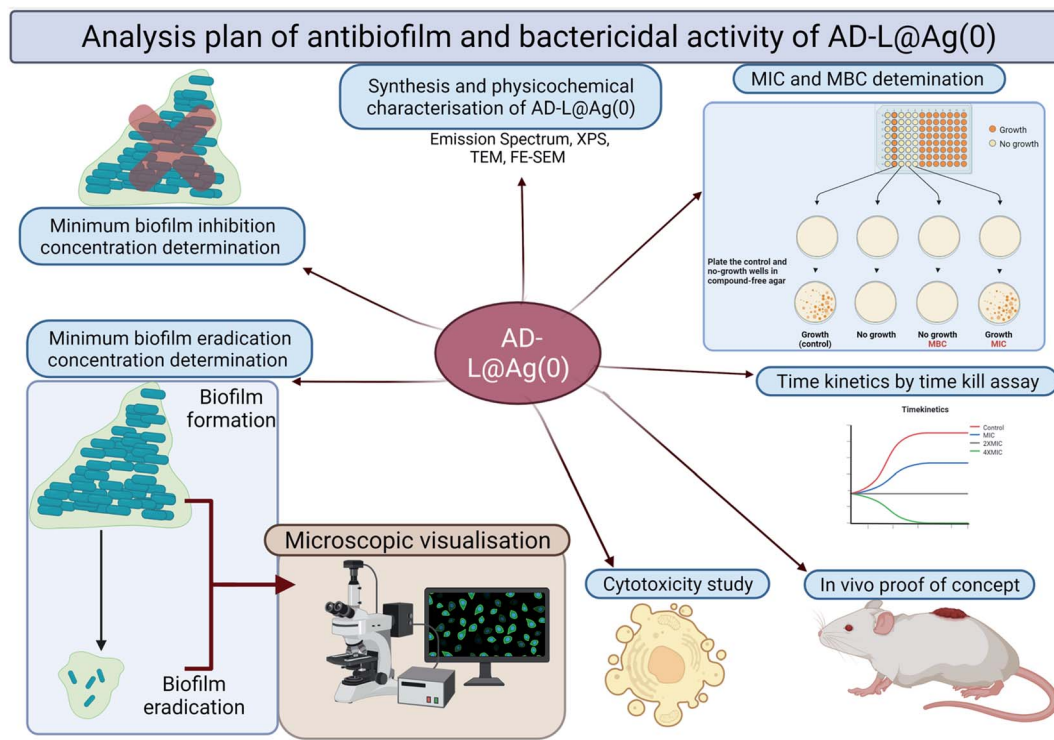 Analysis plan of antibiofilm and bactericidal activity of AD-L@Ag(0)
Synthesis and physicochemical
characterisation of AD-L@Ag(0)
Emission Spectrum, XPS,
TEM, FE-SEM
MIC and MBC detemination
Growth
No growth
Plate the control and
no-growth wells in
compound-free agar
Growth
(control)
No growth
No growth
MBC
Growth
MIC
Minimum biofilm inhibition
concentration determination
Minimum biofilm eradication
concentration determination
AD-
L@Ag(0)
Time kinetics by time kill assay
Timekinetics
Control
MIC
2XMIC
4XMIC
Biofilm
formation
Biofilm
eradication
Microscopic visualisation
Cytotoxicity study
In vivo proof of concept